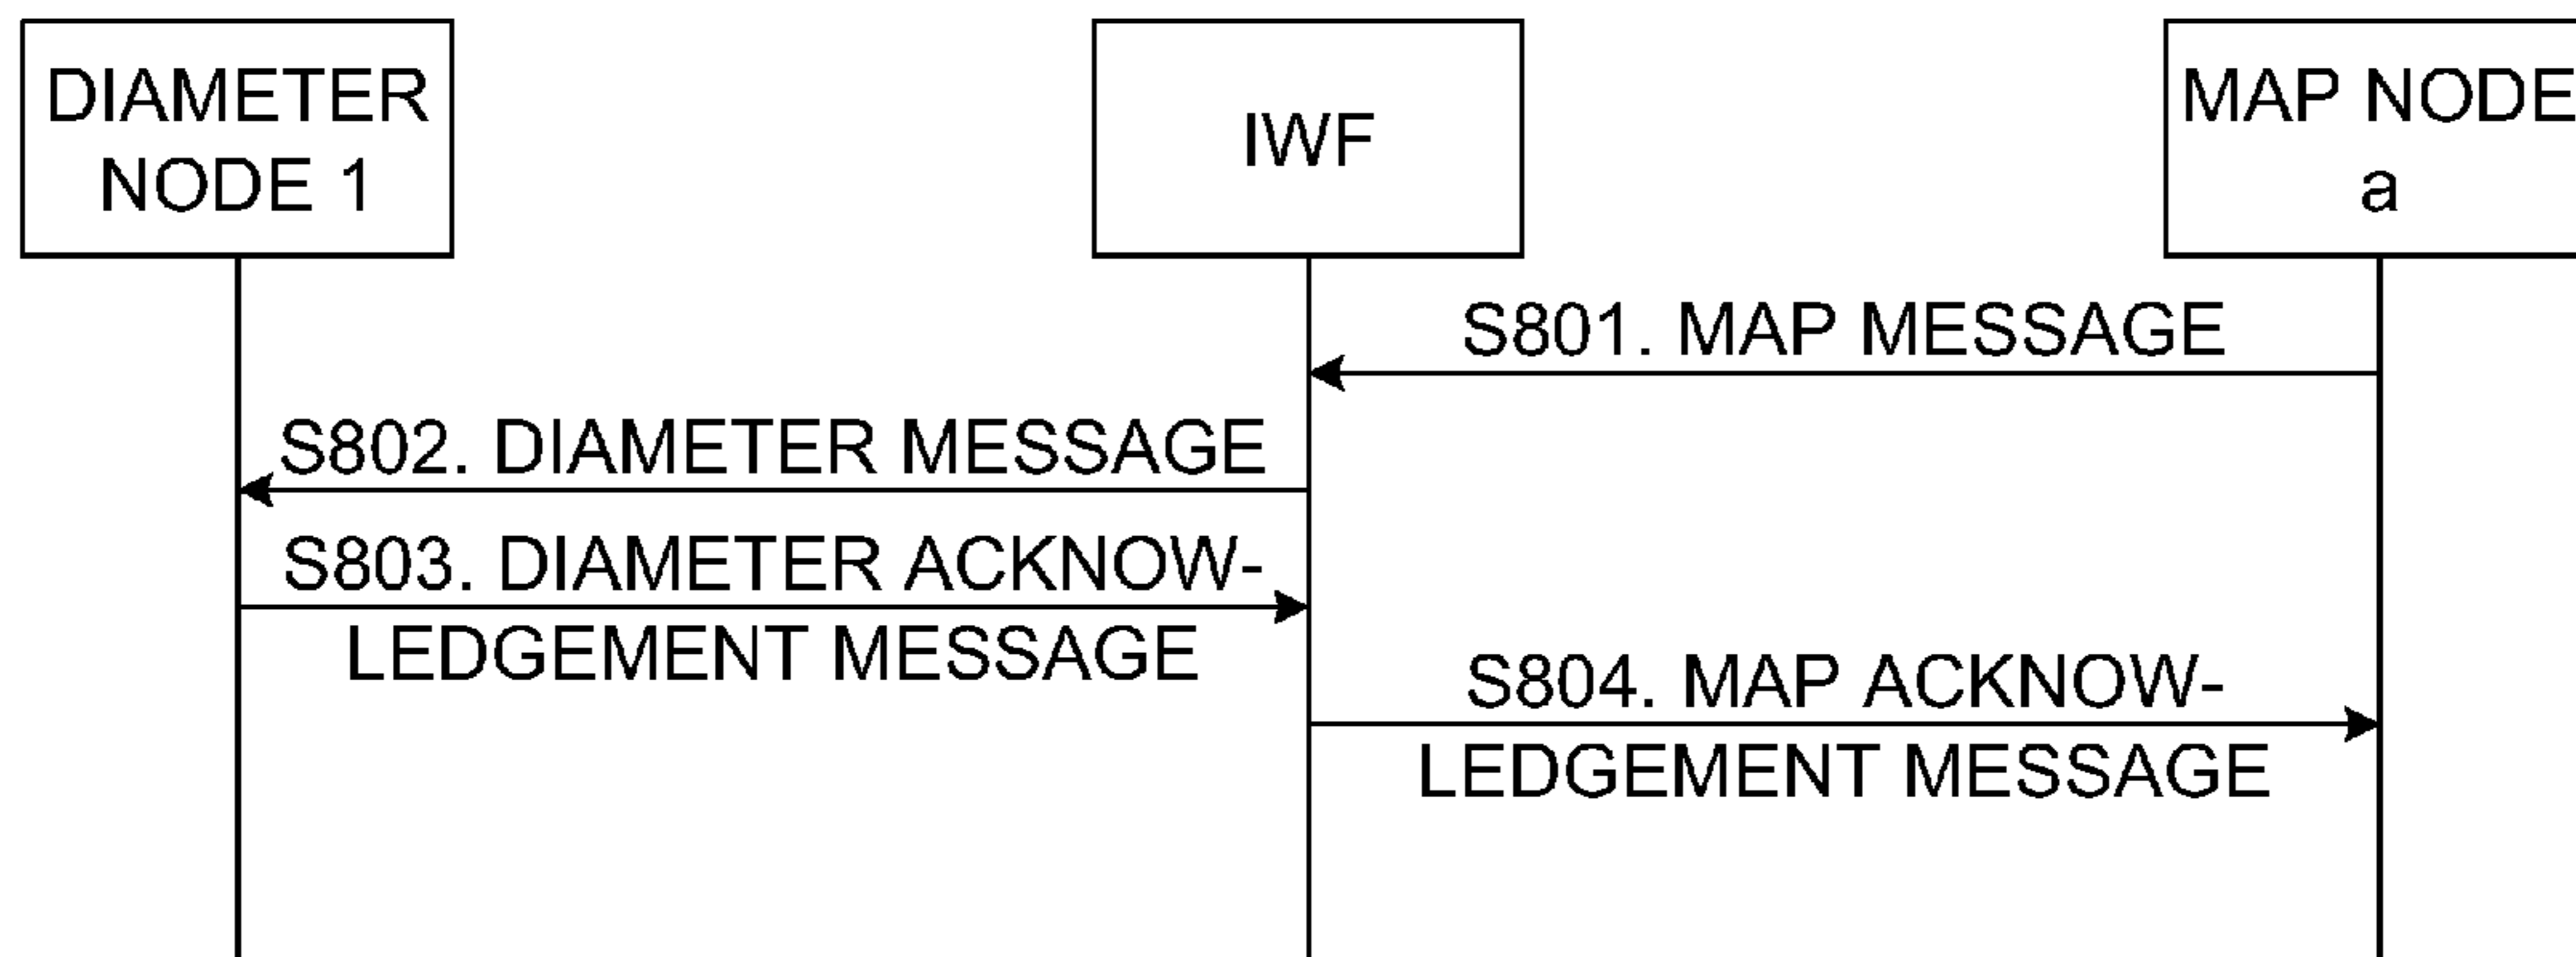 DIAMETER
NODE 1
IWF
MAP NODE
a
S801. MAP MESSAGE
S802. DIAMETER MESSAGE
S803. DIAMETER ACKNOW-
LEDGEMENT MESSAGE
S804. MAP ACKNOW-
LEDGEMENT MESSAGE